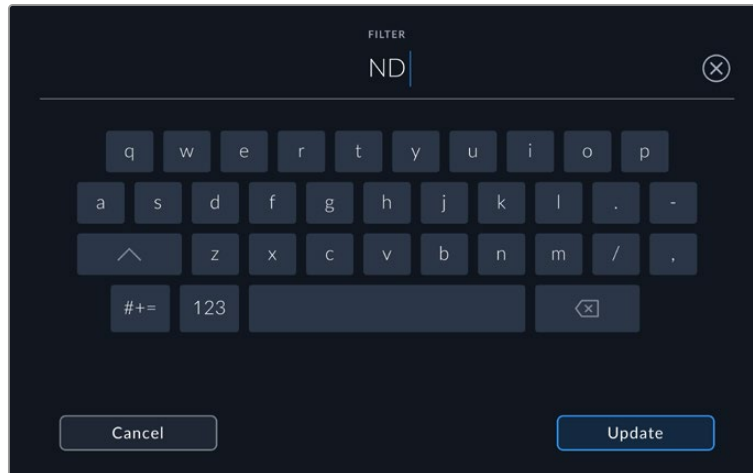 FILTER
ND
q w e r t y u i o p
a s d f g h j k l . -
z x c v b n m / ,
#+= 123
Cancel Update